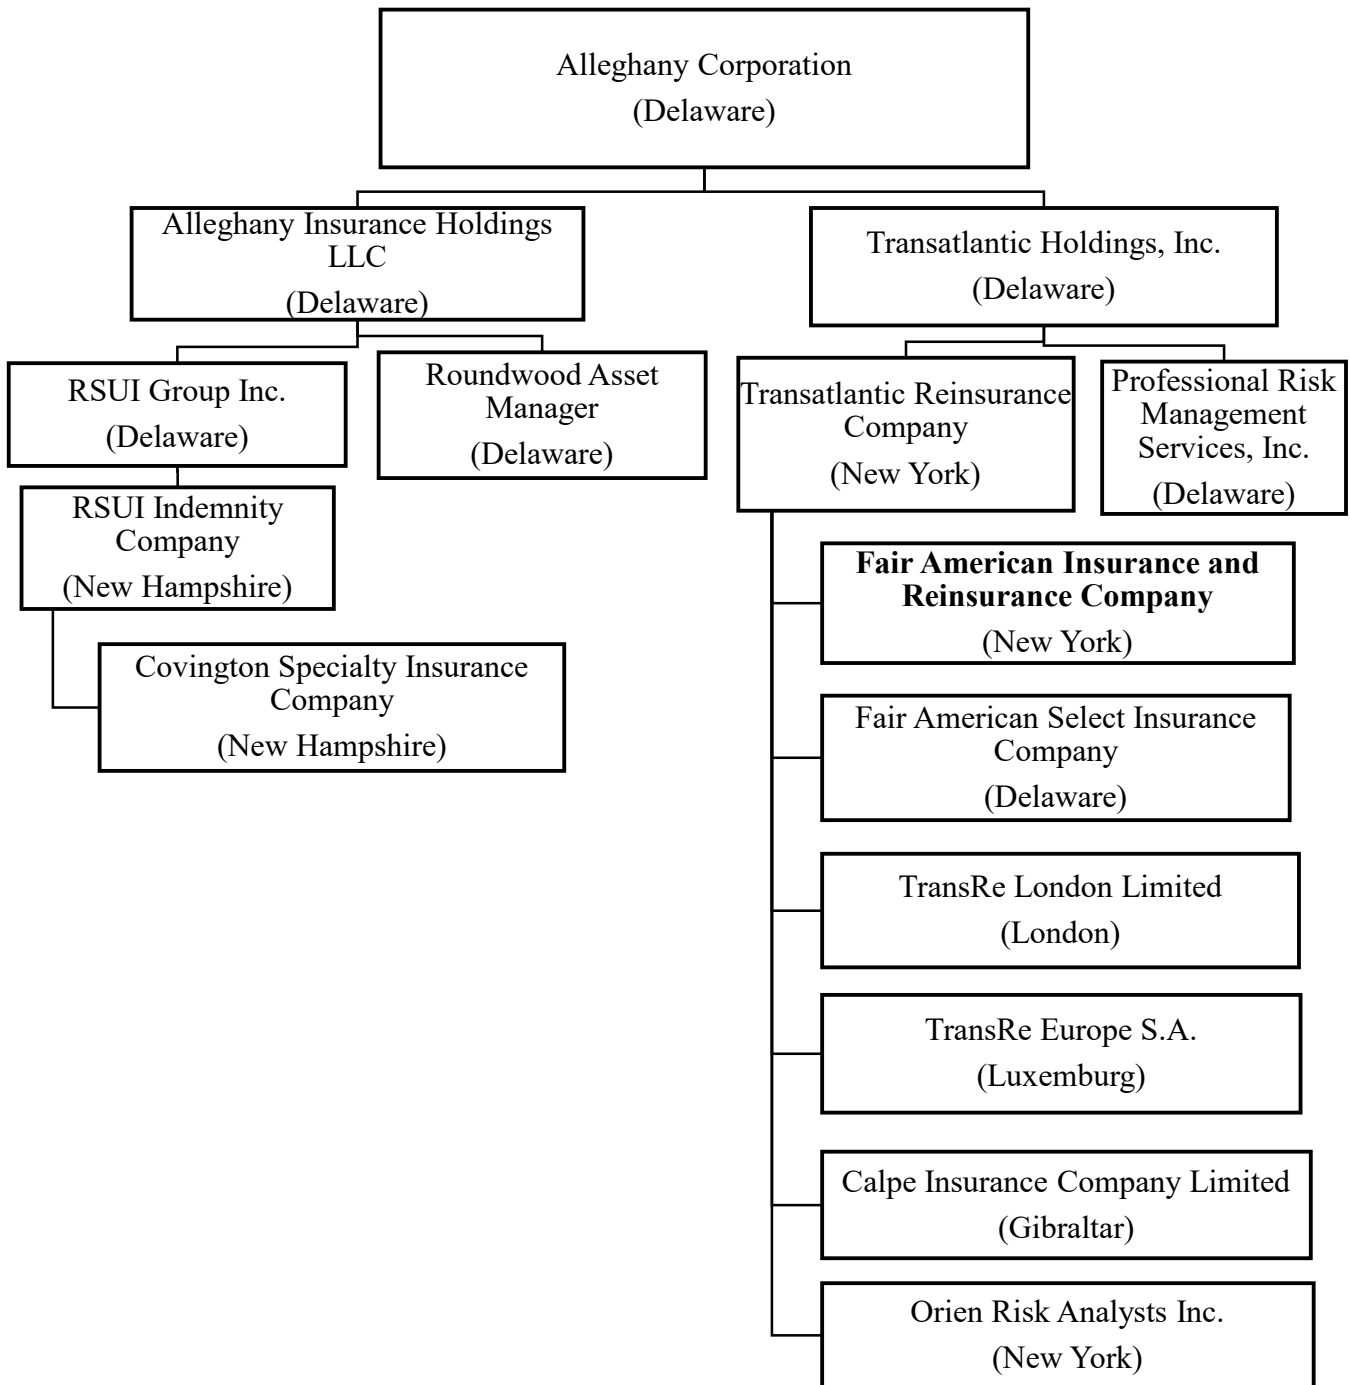 Alleghany Corporation
(Delaware)
Alleghany Insurance Holdings
LLC
(Delaware)
Transatlantic Holdings, Inc.
(Delaware)
RSUI Group Inc.
(Delaware)
Roundwood Asset
Manager
(Delaware)
Transatlantic Reinsurance
Company
(New York)
Professional Risk
Management
Services, Inc.
(Delaware)
RSUI Indemnity
Company
(New Hampshire)
Covington Specialty Insurance
Company
(New Hampshire)
Fair American Insurance and
Reinsurance Company
(New York)
Fair American Select Insurance
Company
(Delaware)
TransRe London Limited
(London)
TransRe Europe S.A.
(Luxemburg)
Calpe Insurance Company Limited
(Gibraltar)
Orien Risk Analysts Inc.
(New York)